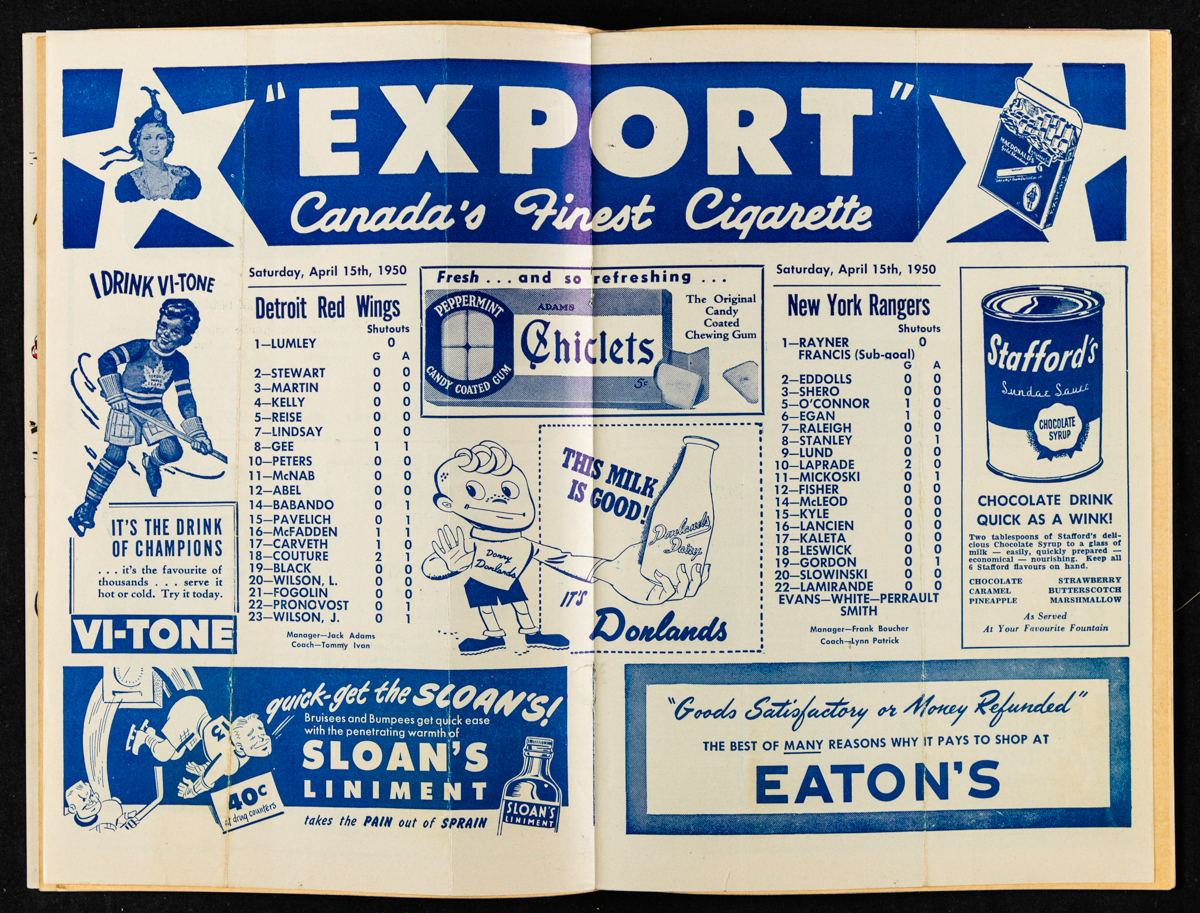 "EXPORT"
Canada's Finest Cigarette
MACDONALD'S
I DRINK VI-TONE
IT'S THE DRINK
OF CHAMPIONS
. . . it's the favourite of
thousands . . . serve it
hot or cold. Try it today.
VI-TONE
Saturday, April 15th, 1950
Detroit Red Wings
Shutouts
1—LUMLEY 0
G A
2—STEWART 0 0
3—MARTIN 0 0
4—KELLY 0 0
5—REISE 0 0
7—LINDSAY 0 0
8—GEE 1 1
10—PETERS 0 0
11—McNAB 0 0
12—ABEL 0 0
14—BABANDO 0 1
15—PAVELICH 0 1
16—McFADDEN 1 1
17—CARVETH 1 0
18—COUTURE 2 1
19—BLACK 0 0
20—WILSON, L. 0 0
21—FOGOLIN 0 0
22—PRONOVOST 0 1
23—WILSON, J. 0 1
Manager—Jack Adams
Coach—Tommy Ivan
Fresh . . . and so refreshing . . .
PEPPERMINT
CANDY COATED GUM
ADAMS
Chiclets
5¢
The Original
Candy
Coated
Chewing Gum
THIS MILK
IS GOOD!
Donlands
Dairy
Donny
Donlands
IT'S
Donlands
Saturday, April 15th, 1950
New York Rangers
Shutouts
1—RAYNER 0
FRANCIS (Sub-goal)
G A
2—EDDOLLS 0 0
3—SHERO 0 0
5—O'CONNOR 1 0
6—EGAN 1 0
7—RALEIGH 0 0
8—STANLEY 0 1
9—LUND 0 0
10—LAPRADE 2 0
11—MICKOSKI 0 1
12—FISHER 0 0
14—McLEOD 0 0
15—KYLE 0 0
16—LANCIEN 0 0
17—KALETA 0 0
18—LESWICK 0 1
19—GORDON 0 1
20—SLOWINSKI 0 0
22—LAMIRANDE 0 0
EVANS—WHITE—PERRAULT
SMITH
Manager—Frank Boucher
Coach—Lynn Patrick
Stafford's
Sundae Sauce
CHOCOLATE
SYRUP
CHOCOLATE DRINK
QUICK AS A WINK!
Two tablespoons of Stafford's deli-
cious Chocolate Syrup to a glass of
milk — easily, quickly prepared —
economical — nourishing. Keep all
6 Stafford flavours on hand.
CHOCOLATE STRAWBERRY
CARAMEL BUTTERSCOTCH
PINEAPPLE MARSHMALLOW
As Served
At Your Favourite Fountain
quick-get the SLOAN'S!
Bruisees and Bumpees get quick ease
with the penetrating warmth of
SLOAN'S
LINIMENT
takes the PAIN out of SPRAIN
13
40c
at drug counters
SLOAN'S
LINIMENT
"Goods Satisfactory or Money Refunded"
THE BEST OF MANY REASONS WHY IT PAYS TO SHOP AT
EATON'S